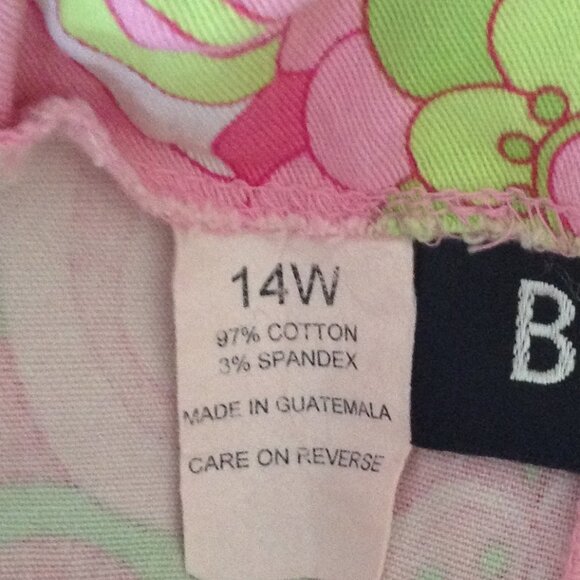 14W
97% COTTON
3% SPANDEX
MADE IN GUATEMALA
CARE ON REVERSE
B